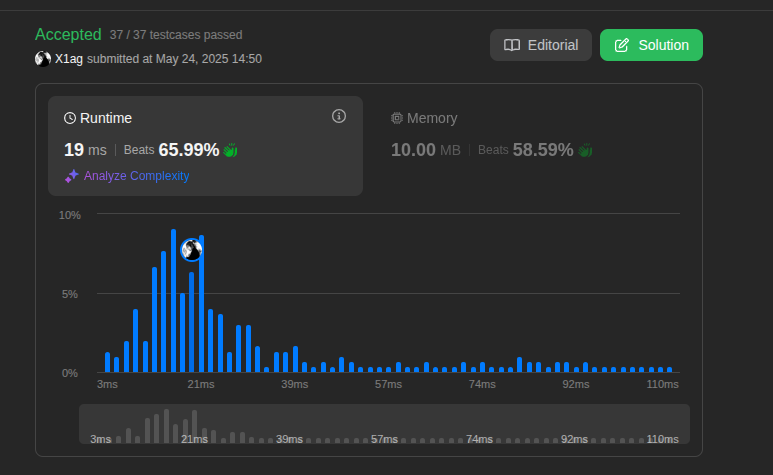 Accepted 37 / 37 testcases passed
X1ag submitted at May 24, 2025 14:50
Editorial
Solution
Runtime
19 ms Beats 65.99%
Analyze Complexity
Memory
10.00 MB Beats 58.59%
10%
5%
0%
3ms 21ms 39ms 57ms 74ms 92ms 110ms
3ms 21ms 39ms 57ms 74ms 92ms 110ms